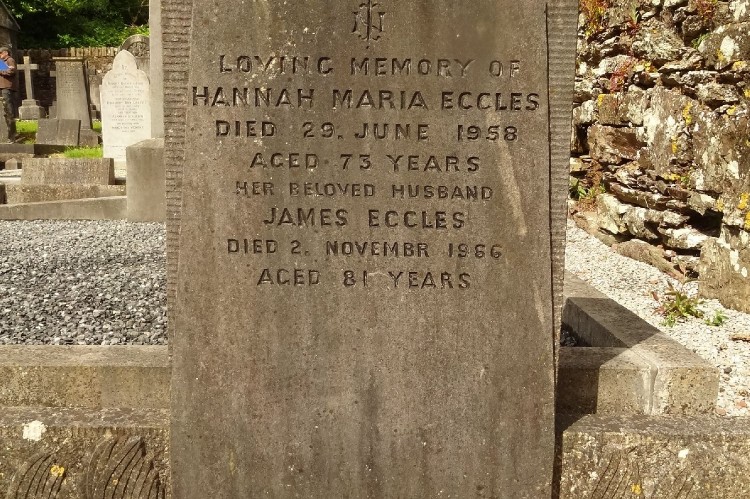 IHS
LOVING MEMORY OF
HANNAH MARIA ECCLES
DIED 29. JUNE 1958
AGED 73 YEARS
HER BELOVED HUSBAND
JAMES ECCLES
DIED 2. NOVEMBR 1966
AGED 81 YEARS